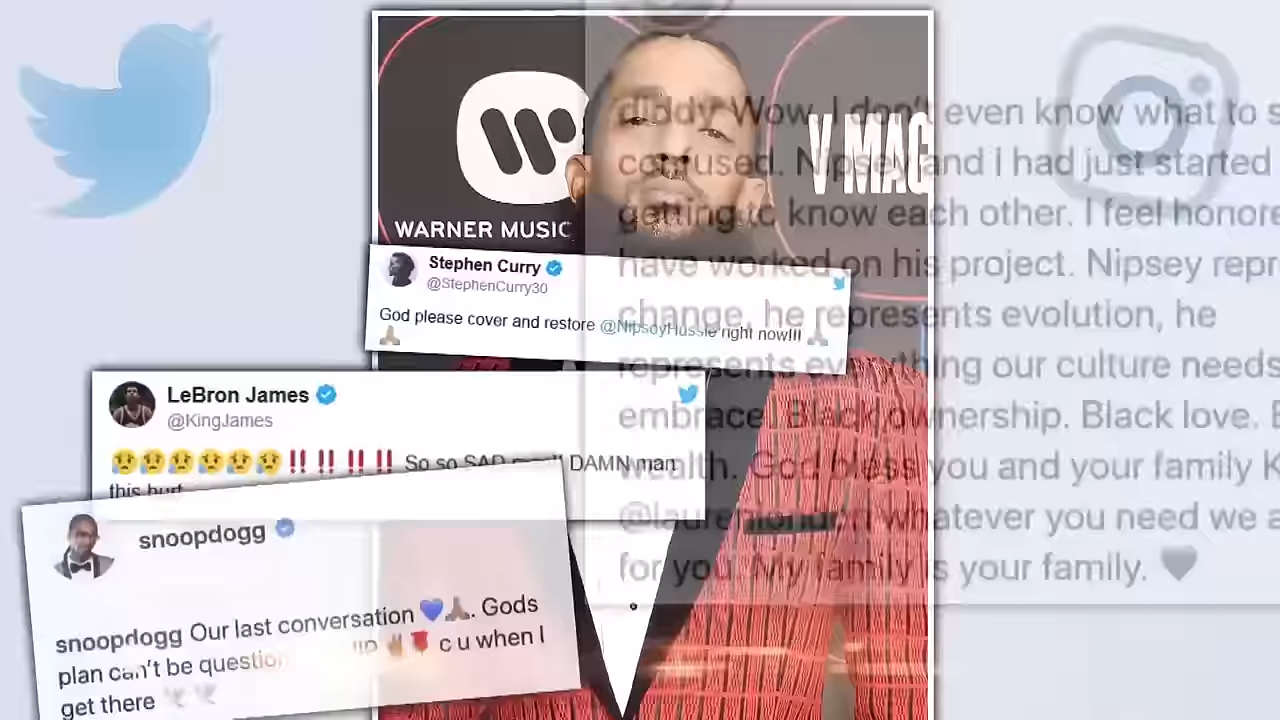 WARNER MUSIC
V MAG
diddy Wow. I don't even know what to s
confused. Nipsey and I had just started
getting to know each other. I feel honore
have worked on his project. Nipsey repr
change, he represents evolution, he
represents everything our culture needs
embrace. Black ownership. Black love. B
wealth. God bless you and your family K
@laurenlondon whatever you need we a
for you. My family is your family. 🖤
Stephen Curry
@StephenCurry30
God please cover and restore @NipseyHussle right now!!! 🙏🏽
🙏🏽
LeBron James
@KingJames
😢😢😢😢😢😢‼️‼️‼️‼️ So so SAD DAMN man
this hurt
snoopdogg
snoopdogg Our last conversation 💙🙏🏾. Gods
plan can't be question ✌🏾🌹 c u when I
get there 🕊🕊